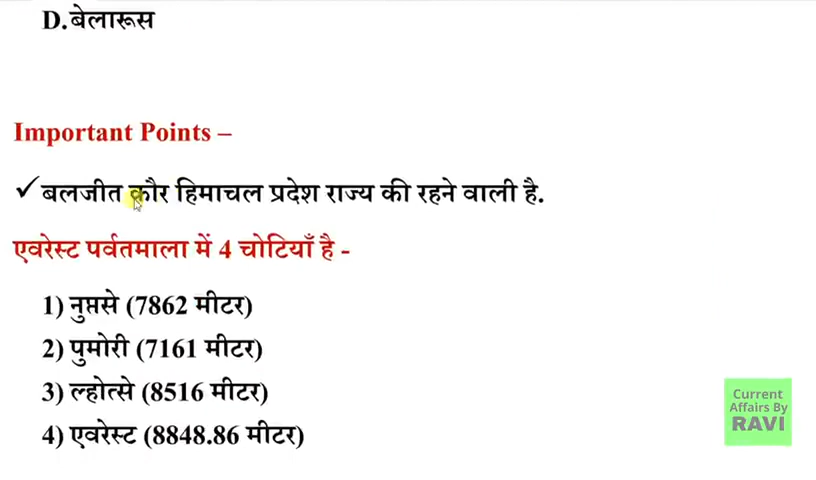 D.बेलारूस
Important Points –
✓ बलजीत कौर हिमाचल प्रदेश राज्य की रहने वाली है.
एवरेस्ट पर्वतमाला में 4 चोटियाँ है -
1) नुप्तसे (7862 मीटर)
2) पुमोरी (7161 मीटर)
3) ल्होत्से (8516 मीटर)
4) एवरेस्ट (8848.86 मीटर)
Current
Affairs By
RAVI